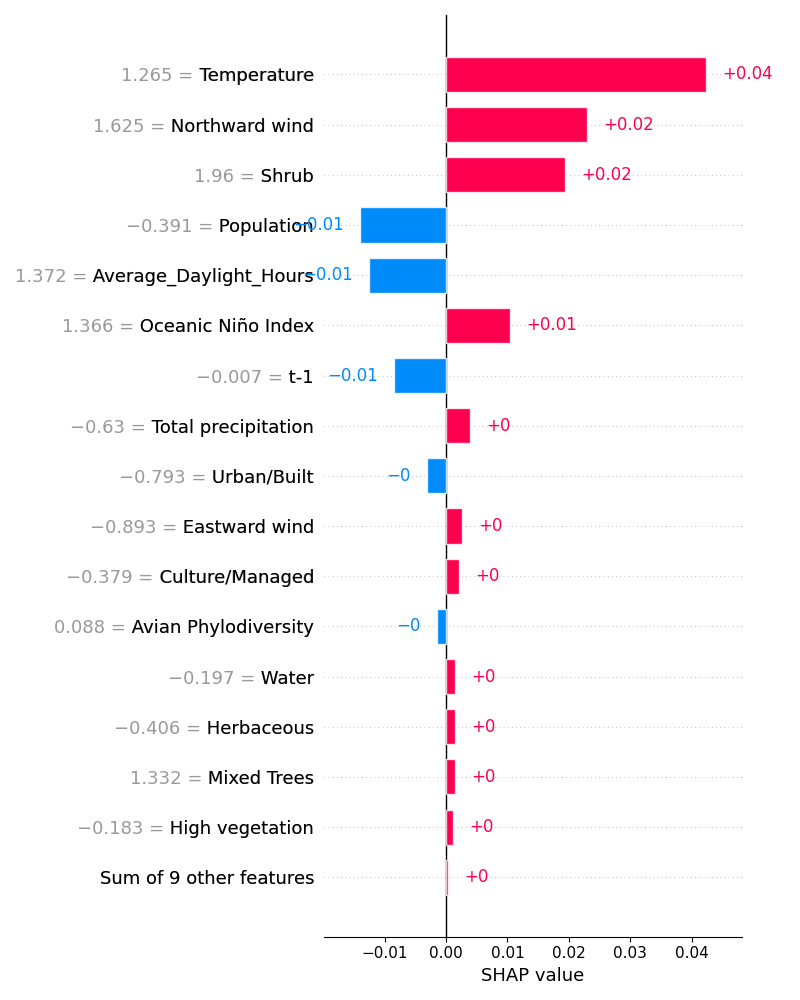 1.265 = Temperature +0.04
1.625 = Northward wind +0.02
1.96 = Shrub +0.02
−0.391 = Population −0.01
1.372 = Average_Daylight_Hours −0.01
1.366 = Oceanic Niño Index +0.01
−0.007 = t-1 −0.01
−0.63 = Total precipitation +0
−0.793 = Urban/Built −0
−0.893 = Eastward wind +0
−0.379 = Culture/Managed +0
0.088 = Avian Phylodiversity −0
−0.197 = Water +0
−0.406 = Herbaceous +0
1.332 = Mixed Trees +0
−0.183 = High vegetation +0
Sum of 9 other features +0
−0.01 0.00 0.01 0.02 0.03 0.04
SHAP value